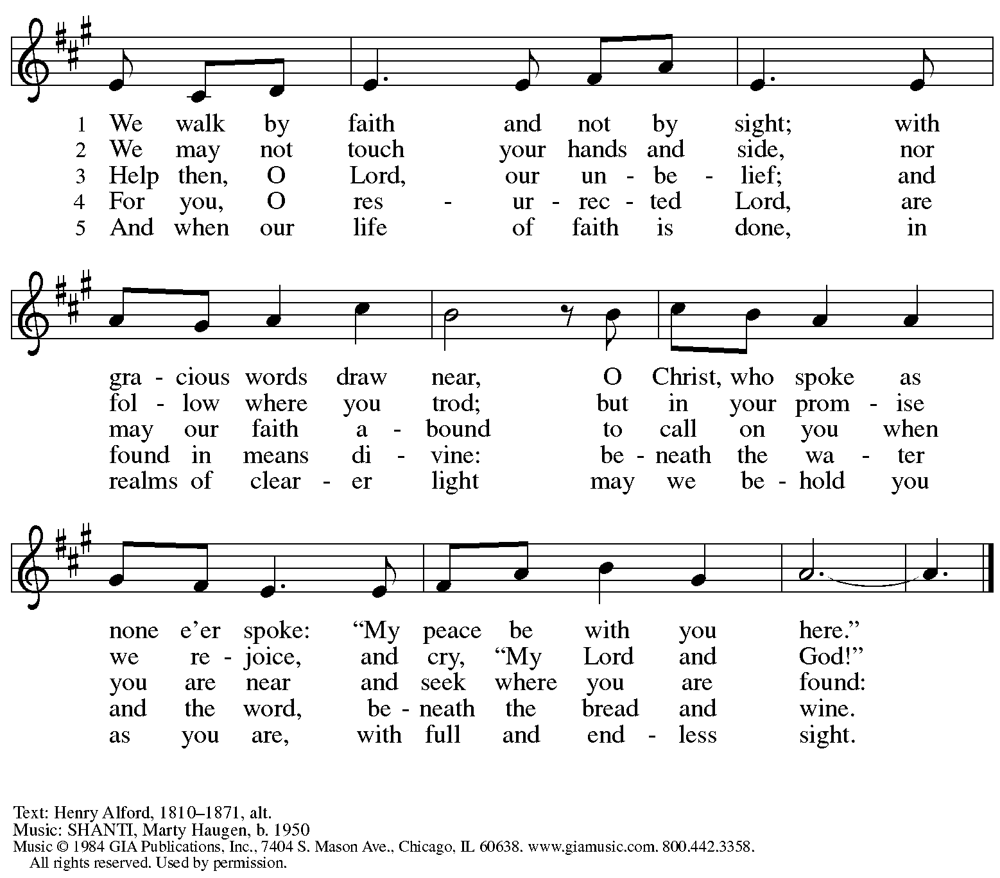 1 We walk by faith and not by sight; with
2 We may not touch your hands and side, nor
3 Help then, O Lord, our un - be - lief; and
4 For you, O res - ur - rec - ted Lord, are
5 And when our life of faith is done, in
gra - cious words draw near, O Christ, who spoke as
fol - low where you trod; but in your prom - ise
may our faith a - bound to call on you when
found in means di - vine: be - neath the wa - ter
realms of clear - er light may we be - hold you
none e’er spoke: “My peace be with you here.”
we re - joice, and cry, “My Lord and God!”
you are near and seek where you are found:
and the word, be - neath the bread and wine.
as you are, with full and end - less sight.
Text: Henry Alford, 1810–1871, alt.
Music: SHANTI, Marty Haugen, b. 1950
Music © 1984 GIA Publications, Inc., 7404 S. Mason Ave., Chicago, IL 60638. www.giamusic.com. 800.442.3358.
All rights reserved. Used by permission.